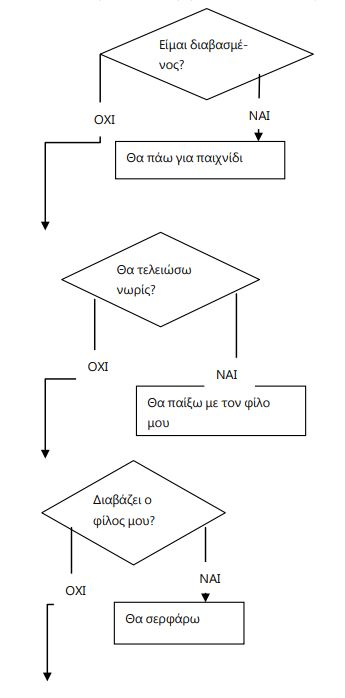 Είμαι διαβασμέ-
νος?
ΟΧΙ
ΝΑΙ
Θα πάω για παιχνίδι
Θα τελειώσω
νωρίς?
ΟΧΙ
ΝΑΙ
Θα παίξω με τον φίλο
μου
Διαβάζει ο
φίλος μου?
ΝΑΙ
ΟΧΙ
Θα σερφάρω